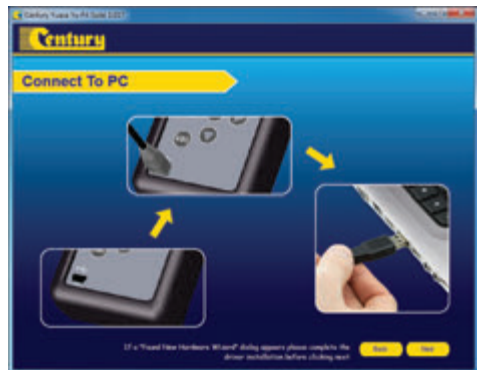 Century
Connect To PC
If a "Found New Hardware Wizard" dialog appears please complete the
driver installation before clicking next
Back
Next